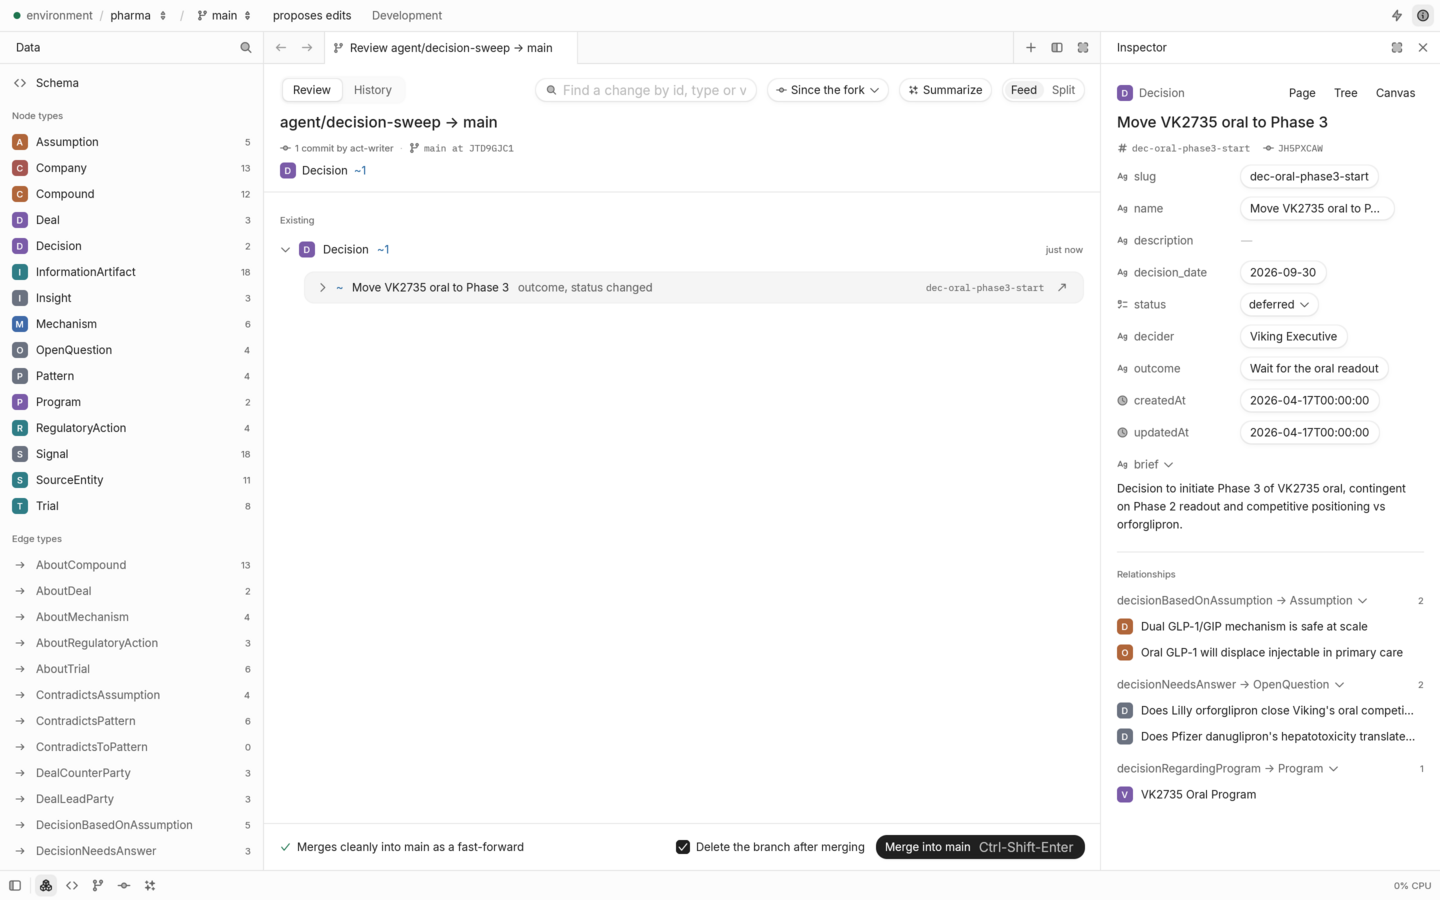 environment / pharma / main proposes edits Development
Data
Schema
Node types
A Assumption 5
C Company 13
C Compound 12
D Deal 3
D Decision 2
I InformationArtifact 18
I Insight 3
M Mechanism 6
O OpenQuestion 4
P Pattern 4
P Program 2
R RegulatoryAction 4
S Signal 18
S SourceEntity 11
T Trial 8
Edge types
AboutCompound 13
AboutDeal 2
AboutMechanism 4
AboutRegulatoryAction 3
AboutTrial 6
ContradictsAssumption 4
ContradictsPattern 6
ContradictsToPattern 0
DealCounterParty 3
DealLeadParty 3
DecisionBasedOnAssumption 5
DecisionNeedsAnswer 3
Review agent/decision-sweep → main
Review History Find a change by id, type or v Since the fork Summarize Feed Split
agent/decision-sweep → main
1 commit by act-writer · main at JTD9GJC1
D Decision ~1
Existing
D Decision ~1 just now
~ Move VK2735 oral to Phase 3 outcome, status changed dec-oral-phase3-start
Merges cleanly into main as a fast-forward Delete the branch after merging Merge into main Ctrl-Shift-Enter
Inspector
D Decision Page Tree Canvas
Move VK2735 oral to Phase 3
# dec-oral-phase3-start JH5PXCAW
Ag slug dec-oral-phase3-start
Ag name Move VK2735 oral to P...
Ag description —
Ag decision_date 2026-09-30
status deferred
Ag decider Viking Executive
Ag outcome Wait for the oral readout
createdAt 2026-04-17T00:00:00
updatedAt 2026-04-17T00:00:00
Ag brief
Decision to initiate Phase 3 of VK2735 oral, contingent
on Phase 2 readout and competitive positioning vs
orforglipron.
Relationships
decisionBasedOnAssumption → Assumption 2
D Dual GLP-1/GIP mechanism is safe at scale
O Oral GLP-1 will displace injectable in primary care
decisionNeedsAnswer → OpenQuestion 2
D Does Lilly orforglipron close Viking's oral competi...
D Does Pfizer danuglipron's hepatotoxicity translate...
decisionRegardingProgram → Program 1
V VK2735 Oral Program
0% CPU